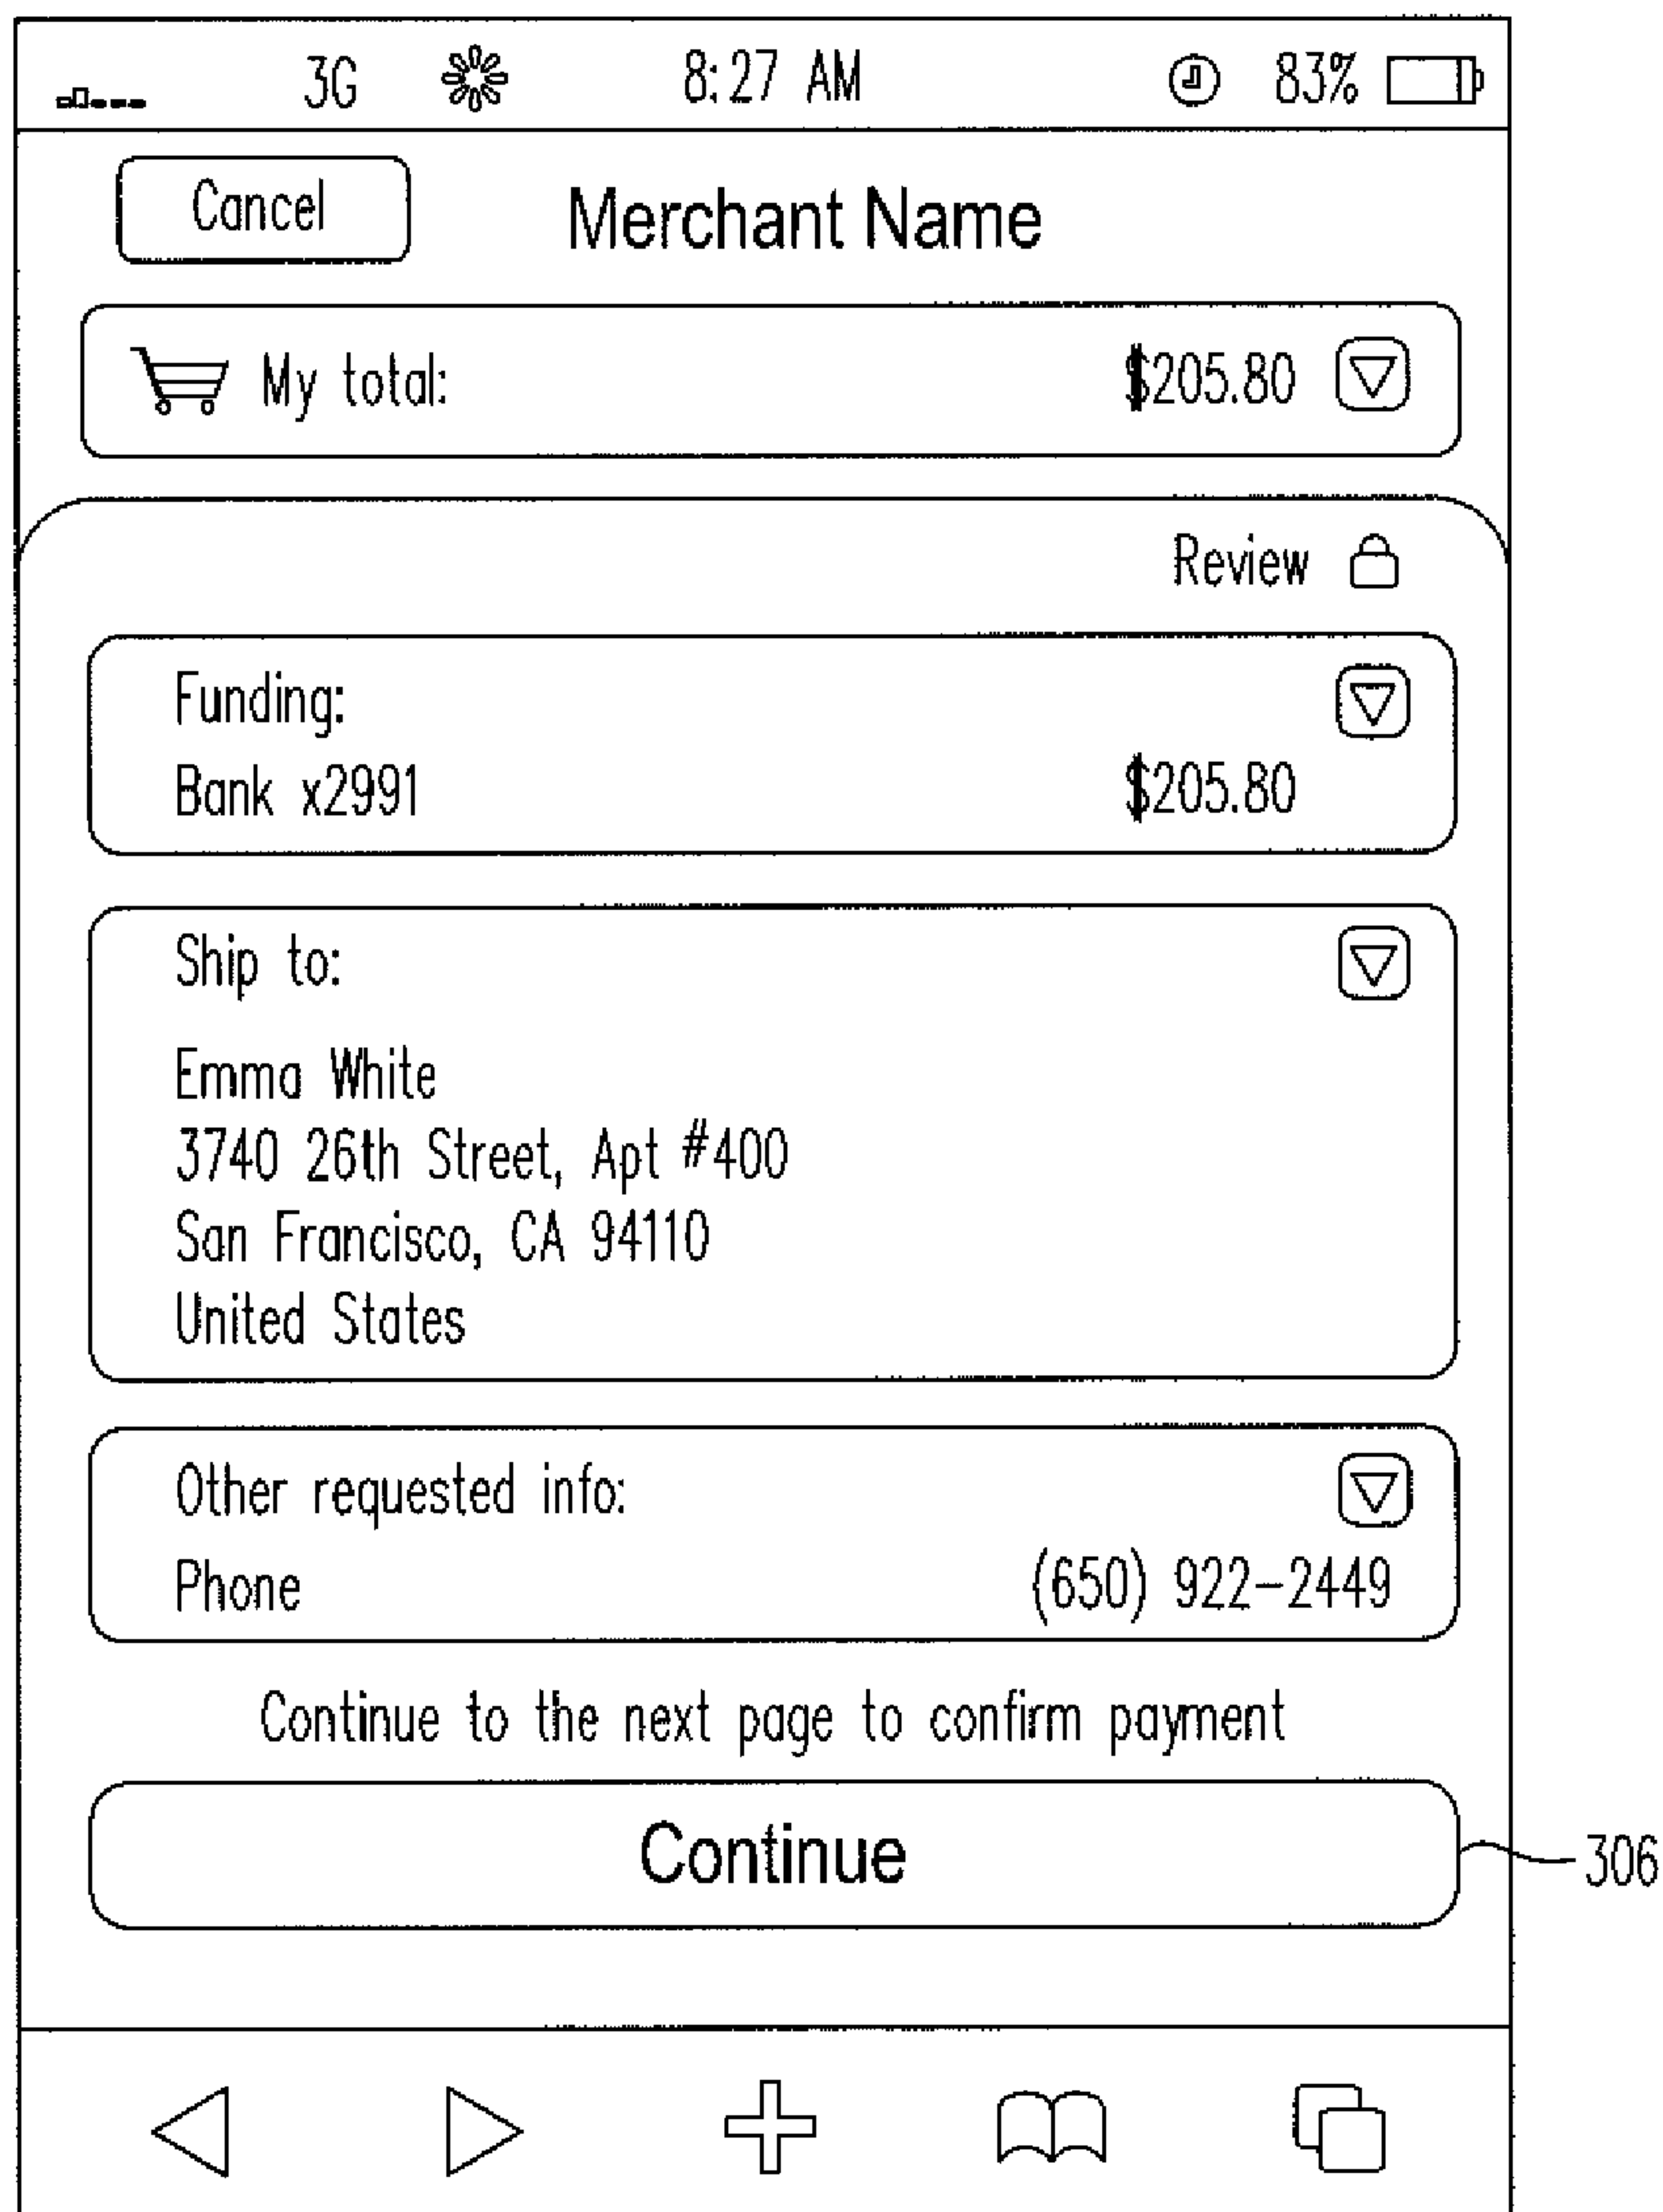 3G 8:27 AM 83%
Cancel Merchant Name
My total: $205.80
Review
Funding:
Bank x2991 $205.80
Ship to:
Emma White
3740 26th Street, Apt #400
San Francisco, CA 94110
United States
Other requested info:
Phone (650) 922-2449
Continue to the next page to confirm payment
Continue
306